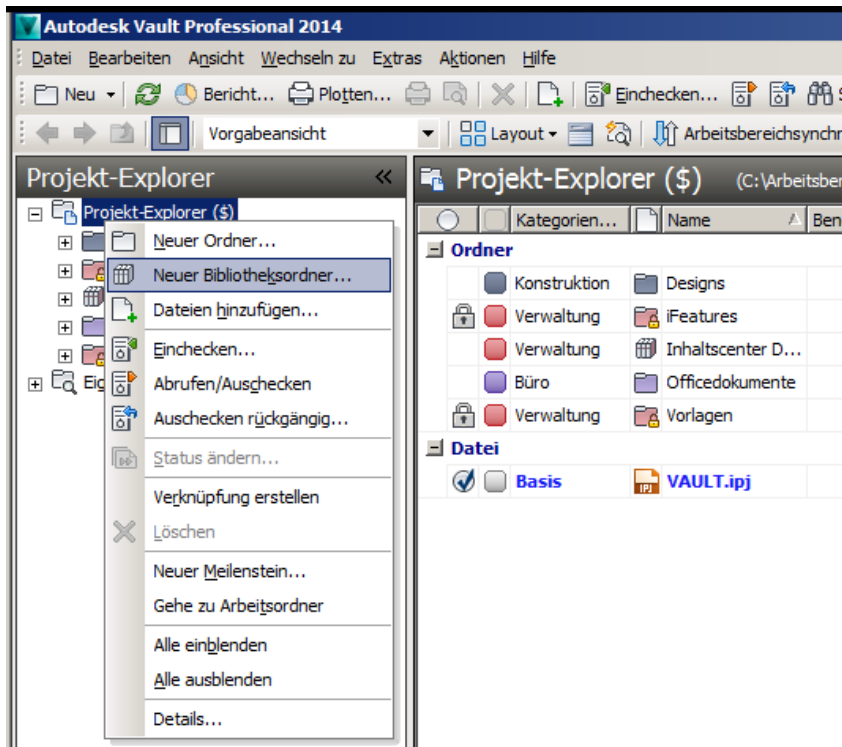 Autodesk Vault Professional 2014
Datei Bearbeiten Ansicht Wechseln zu Extras Aktionen Hilfe
Neu Bericht... Plotten... Einchecken...
Vorgabeansicht Layout Arbeitsbereichsynchr
Projekt-Explorer «
Projekt-Explorer ($)
Neuer Ordner...
Neuer Bibliotheksordner...
Dateien hinzufügen...
Einchecken...
Eig
Abrufen/Auschecken
Auschecken rückgängig...
Status ändern...
Verknüpfung erstellen
Löschen
Neuer Meilenstein...
Gehe zu Arbeitsordner
Alle einblenden
Alle ausblenden
Details...
Projekt-Explorer ($) (C:\Arbeitsber
Kategorien... Name Ben
Ordner
Konstruktion Designs
Verwaltung iFeatures
Verwaltung Inhaltscenter D...
Büro Officedokumente
Verwaltung Vorlagen
Datei
Basis IPJ VAULT.ipj